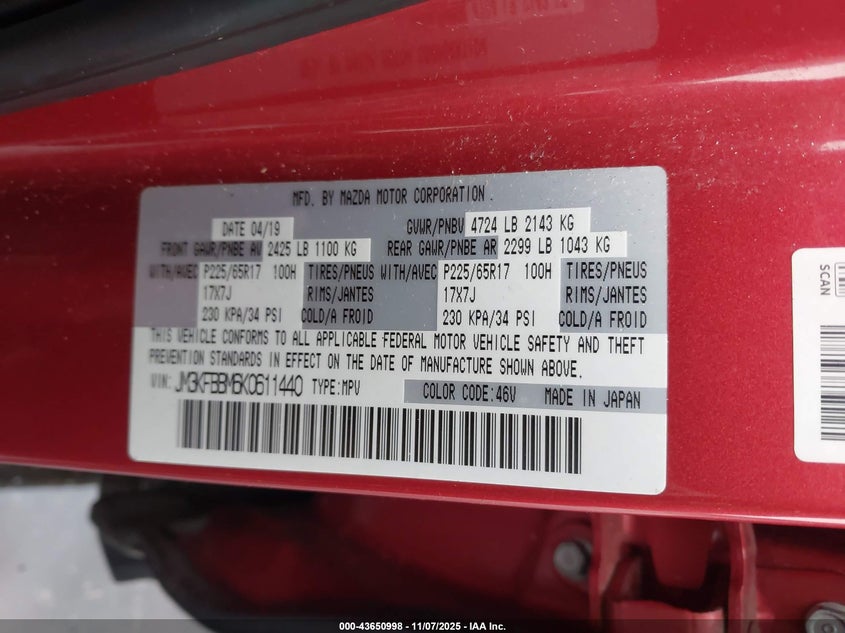 MFD. BY MAZDA MOTOR CORPORATION.
DATE 04/19 GVWR/PNBV 4724 LB 2143 KG
FRONT GAWR/PNBE AV 2425 LB 1100 KG REAR GAWR/PNBE AR 2299 LB 1043 KG
WITH/AVEC P225/65R17 100H TIRES/PNEUS WITH/AVEC P225/65R17 100H TIRES/PNEUS
17X7J RIMS/JANTES 17X7J RIMS/JANTES
230 KPA/34 PSI COLD/A FROID 230 KPA/34 PSI COLD/A FROID
THIS VEHICLE CONFORMS TO ALL APPLICABLE FEDERAL MOTOR VEHICLE SAFETY AND THEFT
PREVENTION STANDARDS IN EFFECT ON THE DATE OF MANUFACTURE SHOWN ABOVE.
VIN: JM3KFBBM6K0611440 TYPE:MPV COLOR CODE:46V MADE IN JAPAN
SCAN
000-43650998 - 11/07/2025 - IAA Inc.